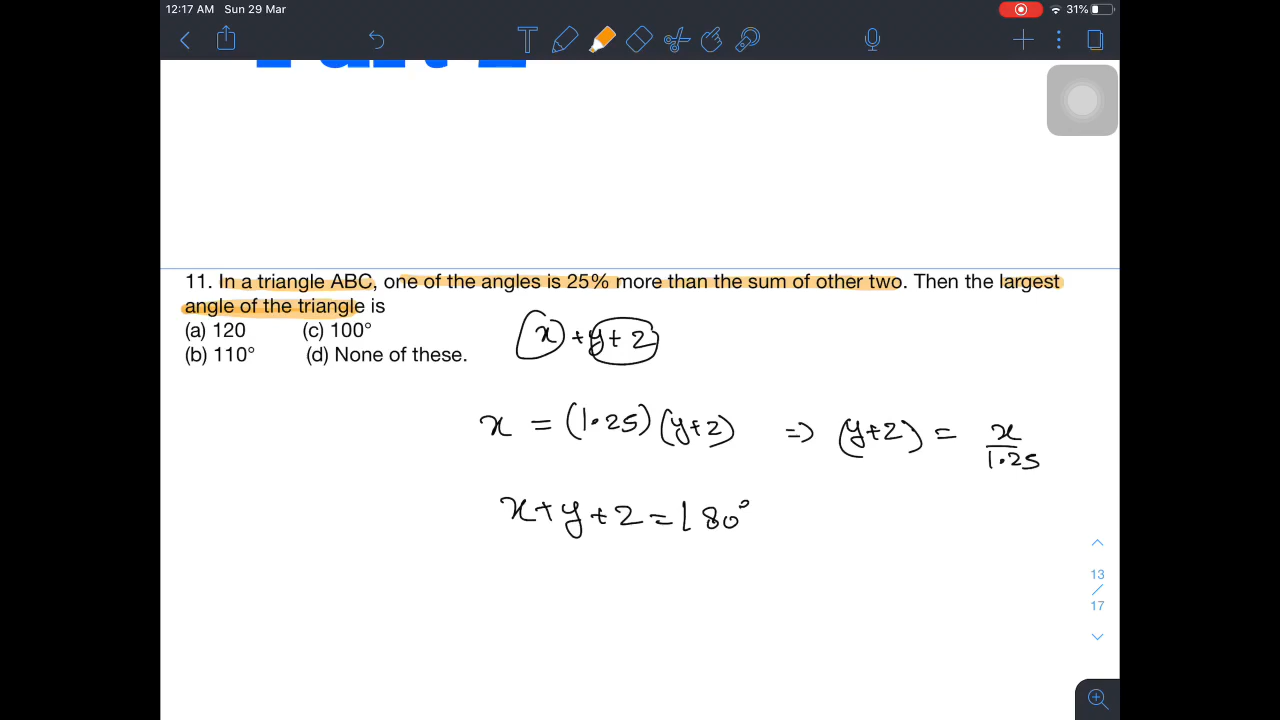 12:17 AM Sun 29 Mar
31%
11. In a triangle ABC, one of the angles is 25% more than the sum of other two. Then the largest
angle of the triangle is
(a) 120 (c) 100°
(b) 110° (d) None of these.
x + y + z
x = (1.25) (y+z) => (y+z) = x/1.25
x + y + z = 180°
13
/
17